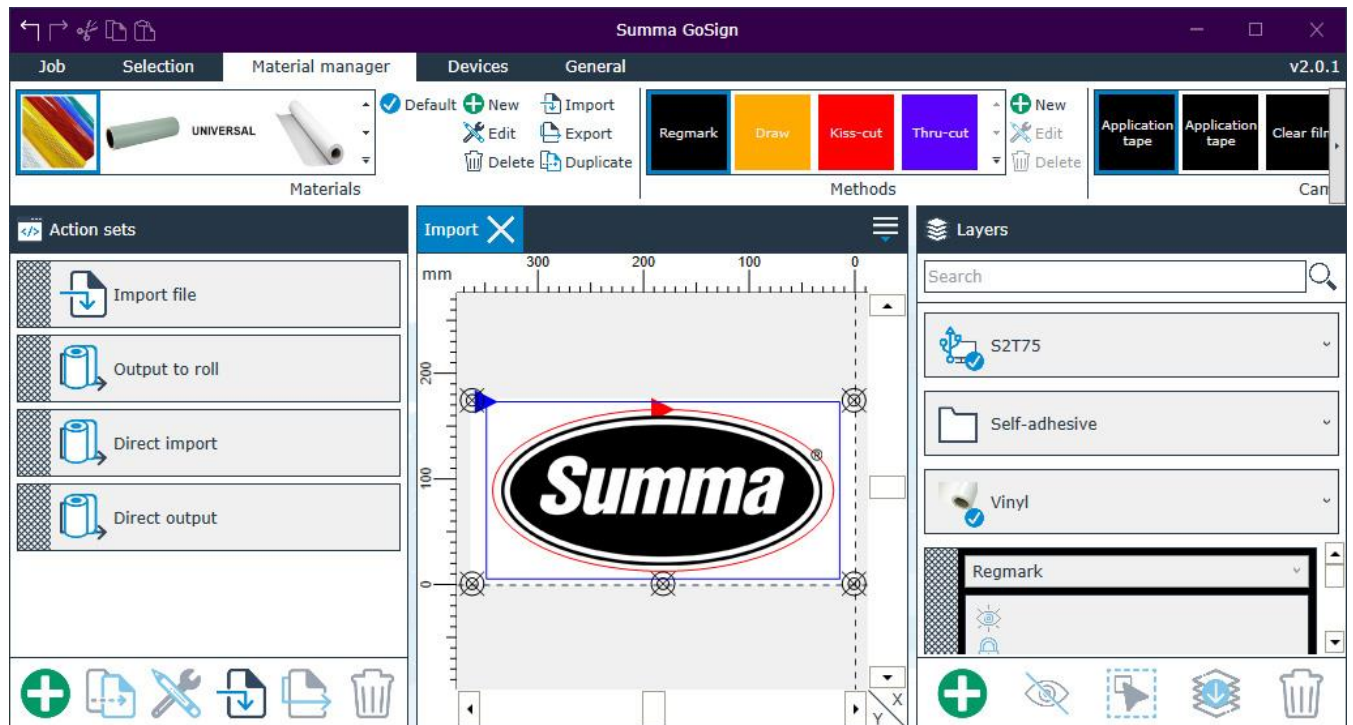 Summa GoSign
Job Selection Material manager Devices General v2.0.1
UNIVERSAL
Default New Import
Edit Export
Delete Duplicate
Materials
Regmark Draw Kiss-cut Thru-cut
New
Edit
Delete
Methods
Application tape
Application tape
Clear
Action sets
Import file
Output to roll
Direct import
Direct output
Import
mm 300 200 100 0
200
100
0
Summa®
X
Y
Layers
Search
S2T75
Self-adhesive
Vinyl
Regmark